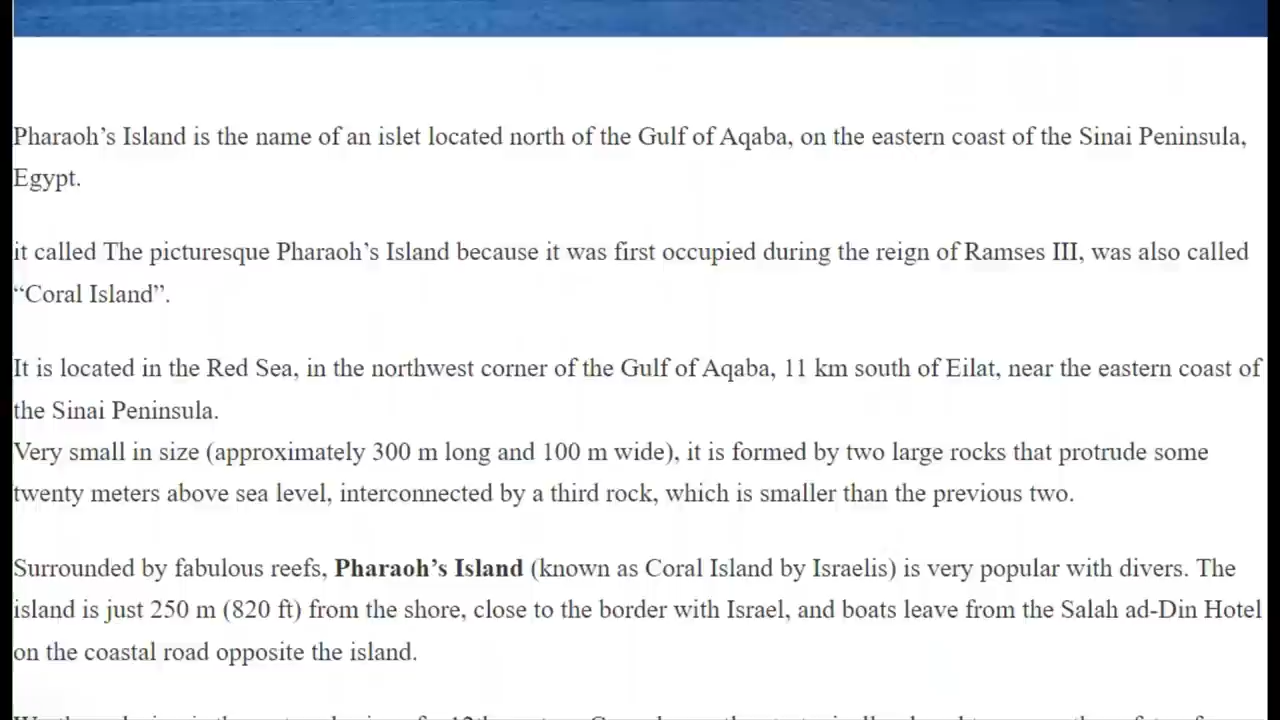 Pharaoh’s Island is the name of an islet located north of the Gulf of Aqaba, on the eastern coast of the Sinai Peninsula,
Egypt.
it called The picturesque Pharaoh’s Island because it was first occupied during the reign of Ramses III, was also called
“Coral Island”.
It is located in the Red Sea, in the northwest corner of the Gulf of Aqaba, 11 km south of Eilat, near the eastern coast of
the Sinai Peninsula.
Very small in size (approximately 300 m long and 100 m wide), it is formed by two large rocks that protrude some
twenty meters above sea level, interconnected by a third rock, which is smaller than the previous two.
Surrounded by fabulous reefs, Pharaoh’s Island (known as Coral Island by Israelis) is very popular with divers. The
island is just 250 m (820 ft) from the shore, close to the border with Israel, and boats leave from the Salah ad-Din Hotel
on the coastal road opposite the island.